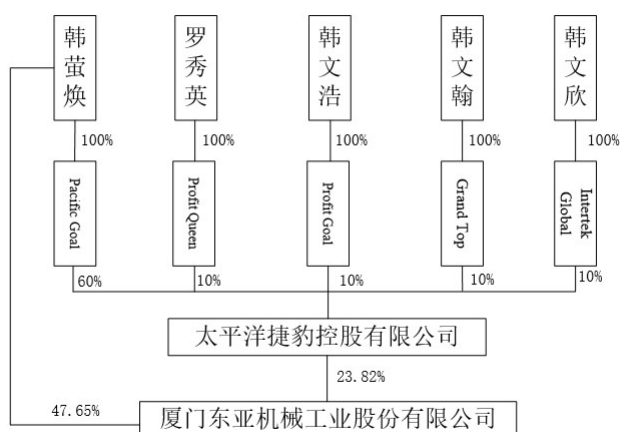 韩萤焕
罗秀英
韩文浩
韩文翰
韩文欣
100%
100%
100%
100%
100%
Pacific Goal
Profit Queen
Profit Goal
Grand Top
Intertek
Global
60%
10%
10%
10%
10%
太平洋捷豹控股有限公司
23.82%
47.65%
厦门东亚机械工业股份有限公司